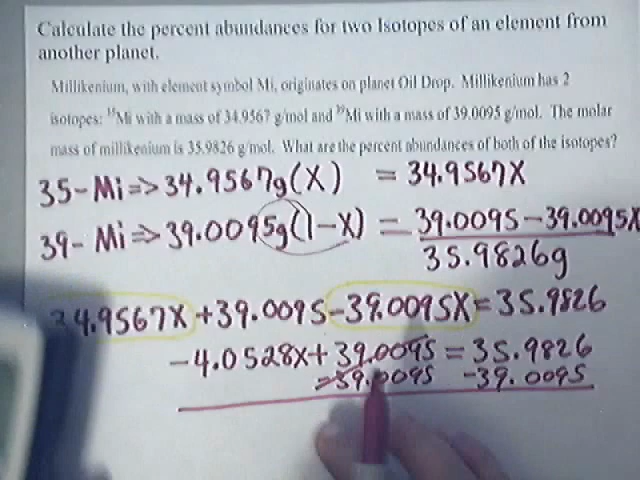 Calculate the percent abundances for two Isotopes of an element from
another planet.
Millikenium, with element symbol Mi, originates on planet Oil Drop. Millikenium has 2
isotopes: ³⁵Mi with a mass of 34.9567 g/mol and ³⁹Mi with a mass of 39.0095 g/mol. The molar
mass of millikenium is 35.9826 g/mol. What are the percent abundances of both of the isotopes?
35-Mi=>34.9567g(X) = 34.9567X
39-Mi=>39.0095g(1-X) = 39.0095-39.0095X
35.9826g
34.9567X+39.0095-39.0095X=35.9826
-4.0528x+39.0095=35.9826
-39.0095 -39.0095